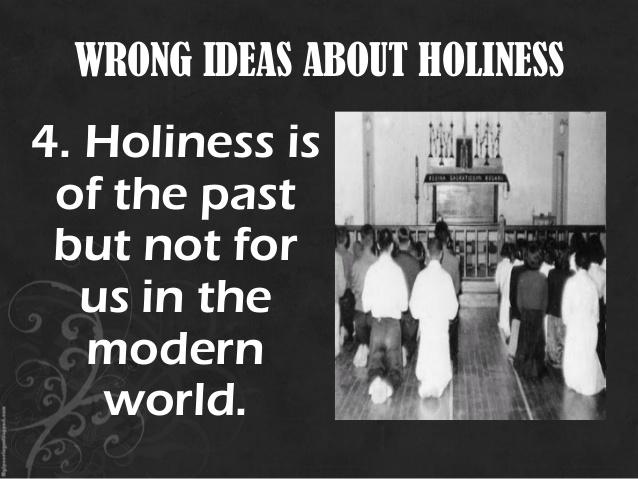 WRONG IDEAS ABOUT HOLINESS
4. Holiness is
of the past
but not for
us in the
modern
world.